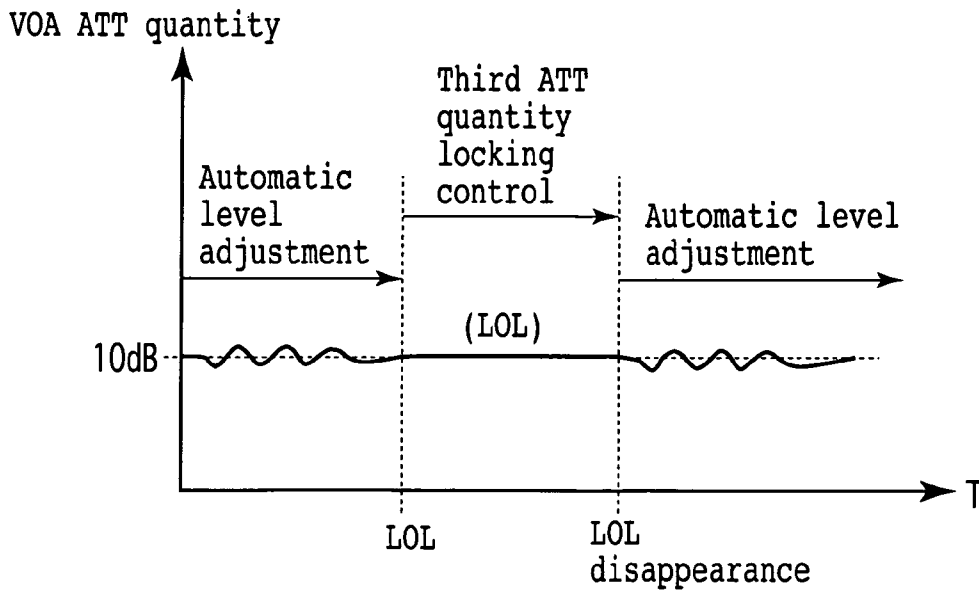 VOA ATT quantity
Third ATT
quantity
locking
control
Automatic
level
adjustment
Automatic level
adjustment
(LOL)
10dB
T
LOL
LOL
disappearance